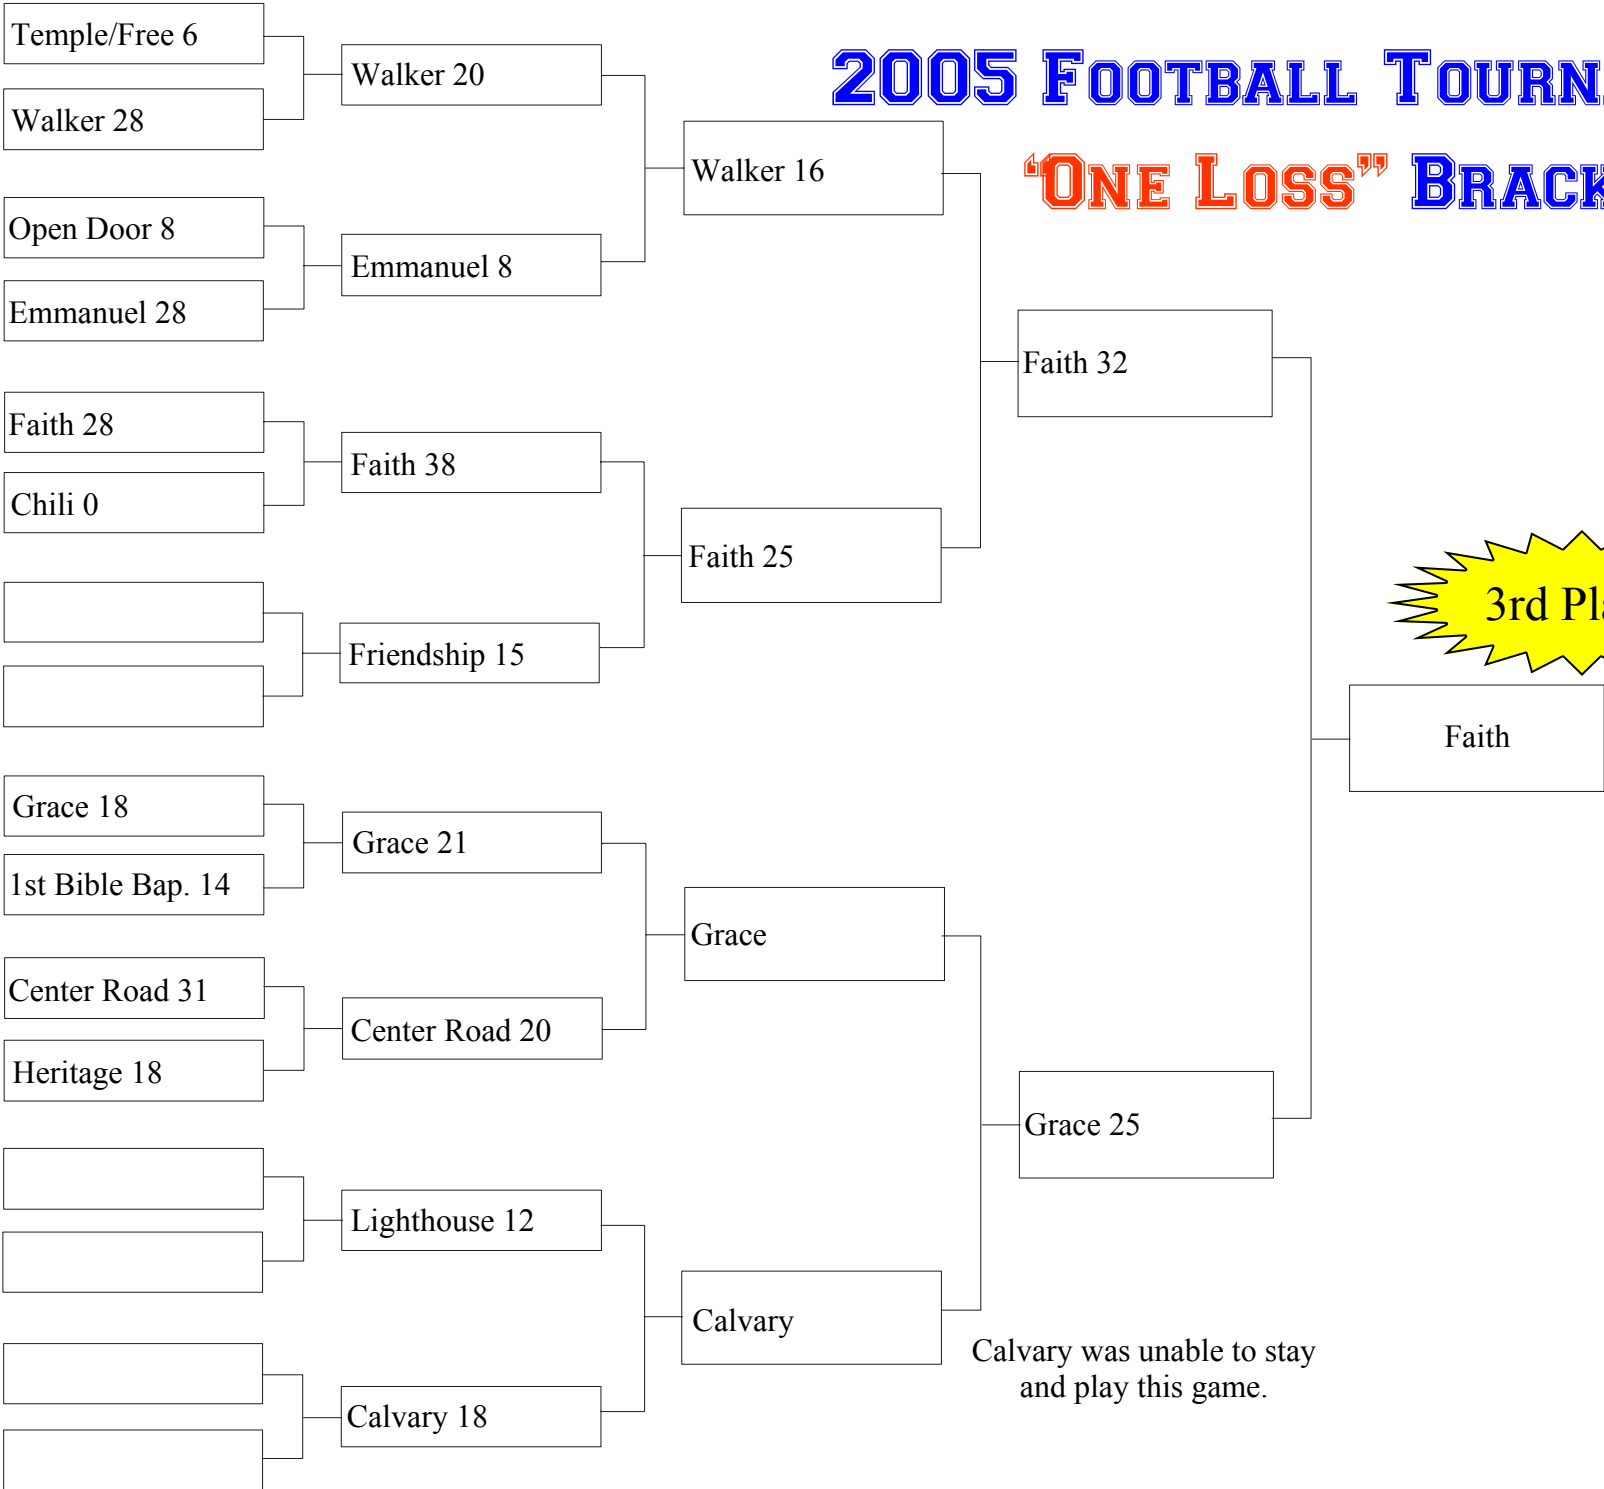 2005 FOOTBALL
"ONE LOSS"
Temple/Free 6
Walker 28
Open Door 8
Emmanuel 28
Faith 28
Chili 0
Grace 18
1st Bible Bap. 14
Center Road 31
Heritage 18
Walker 20
Emmanuel 8
Faith 38
Friendship 15
Grace 21
Center Road 20
Lighthouse 12
Calvary 18
Walker 16
Faith 25
Grace
Calvary
Calvary was unable to stay
and play this game.
Faith 32
Grace 25
3rd
Faith